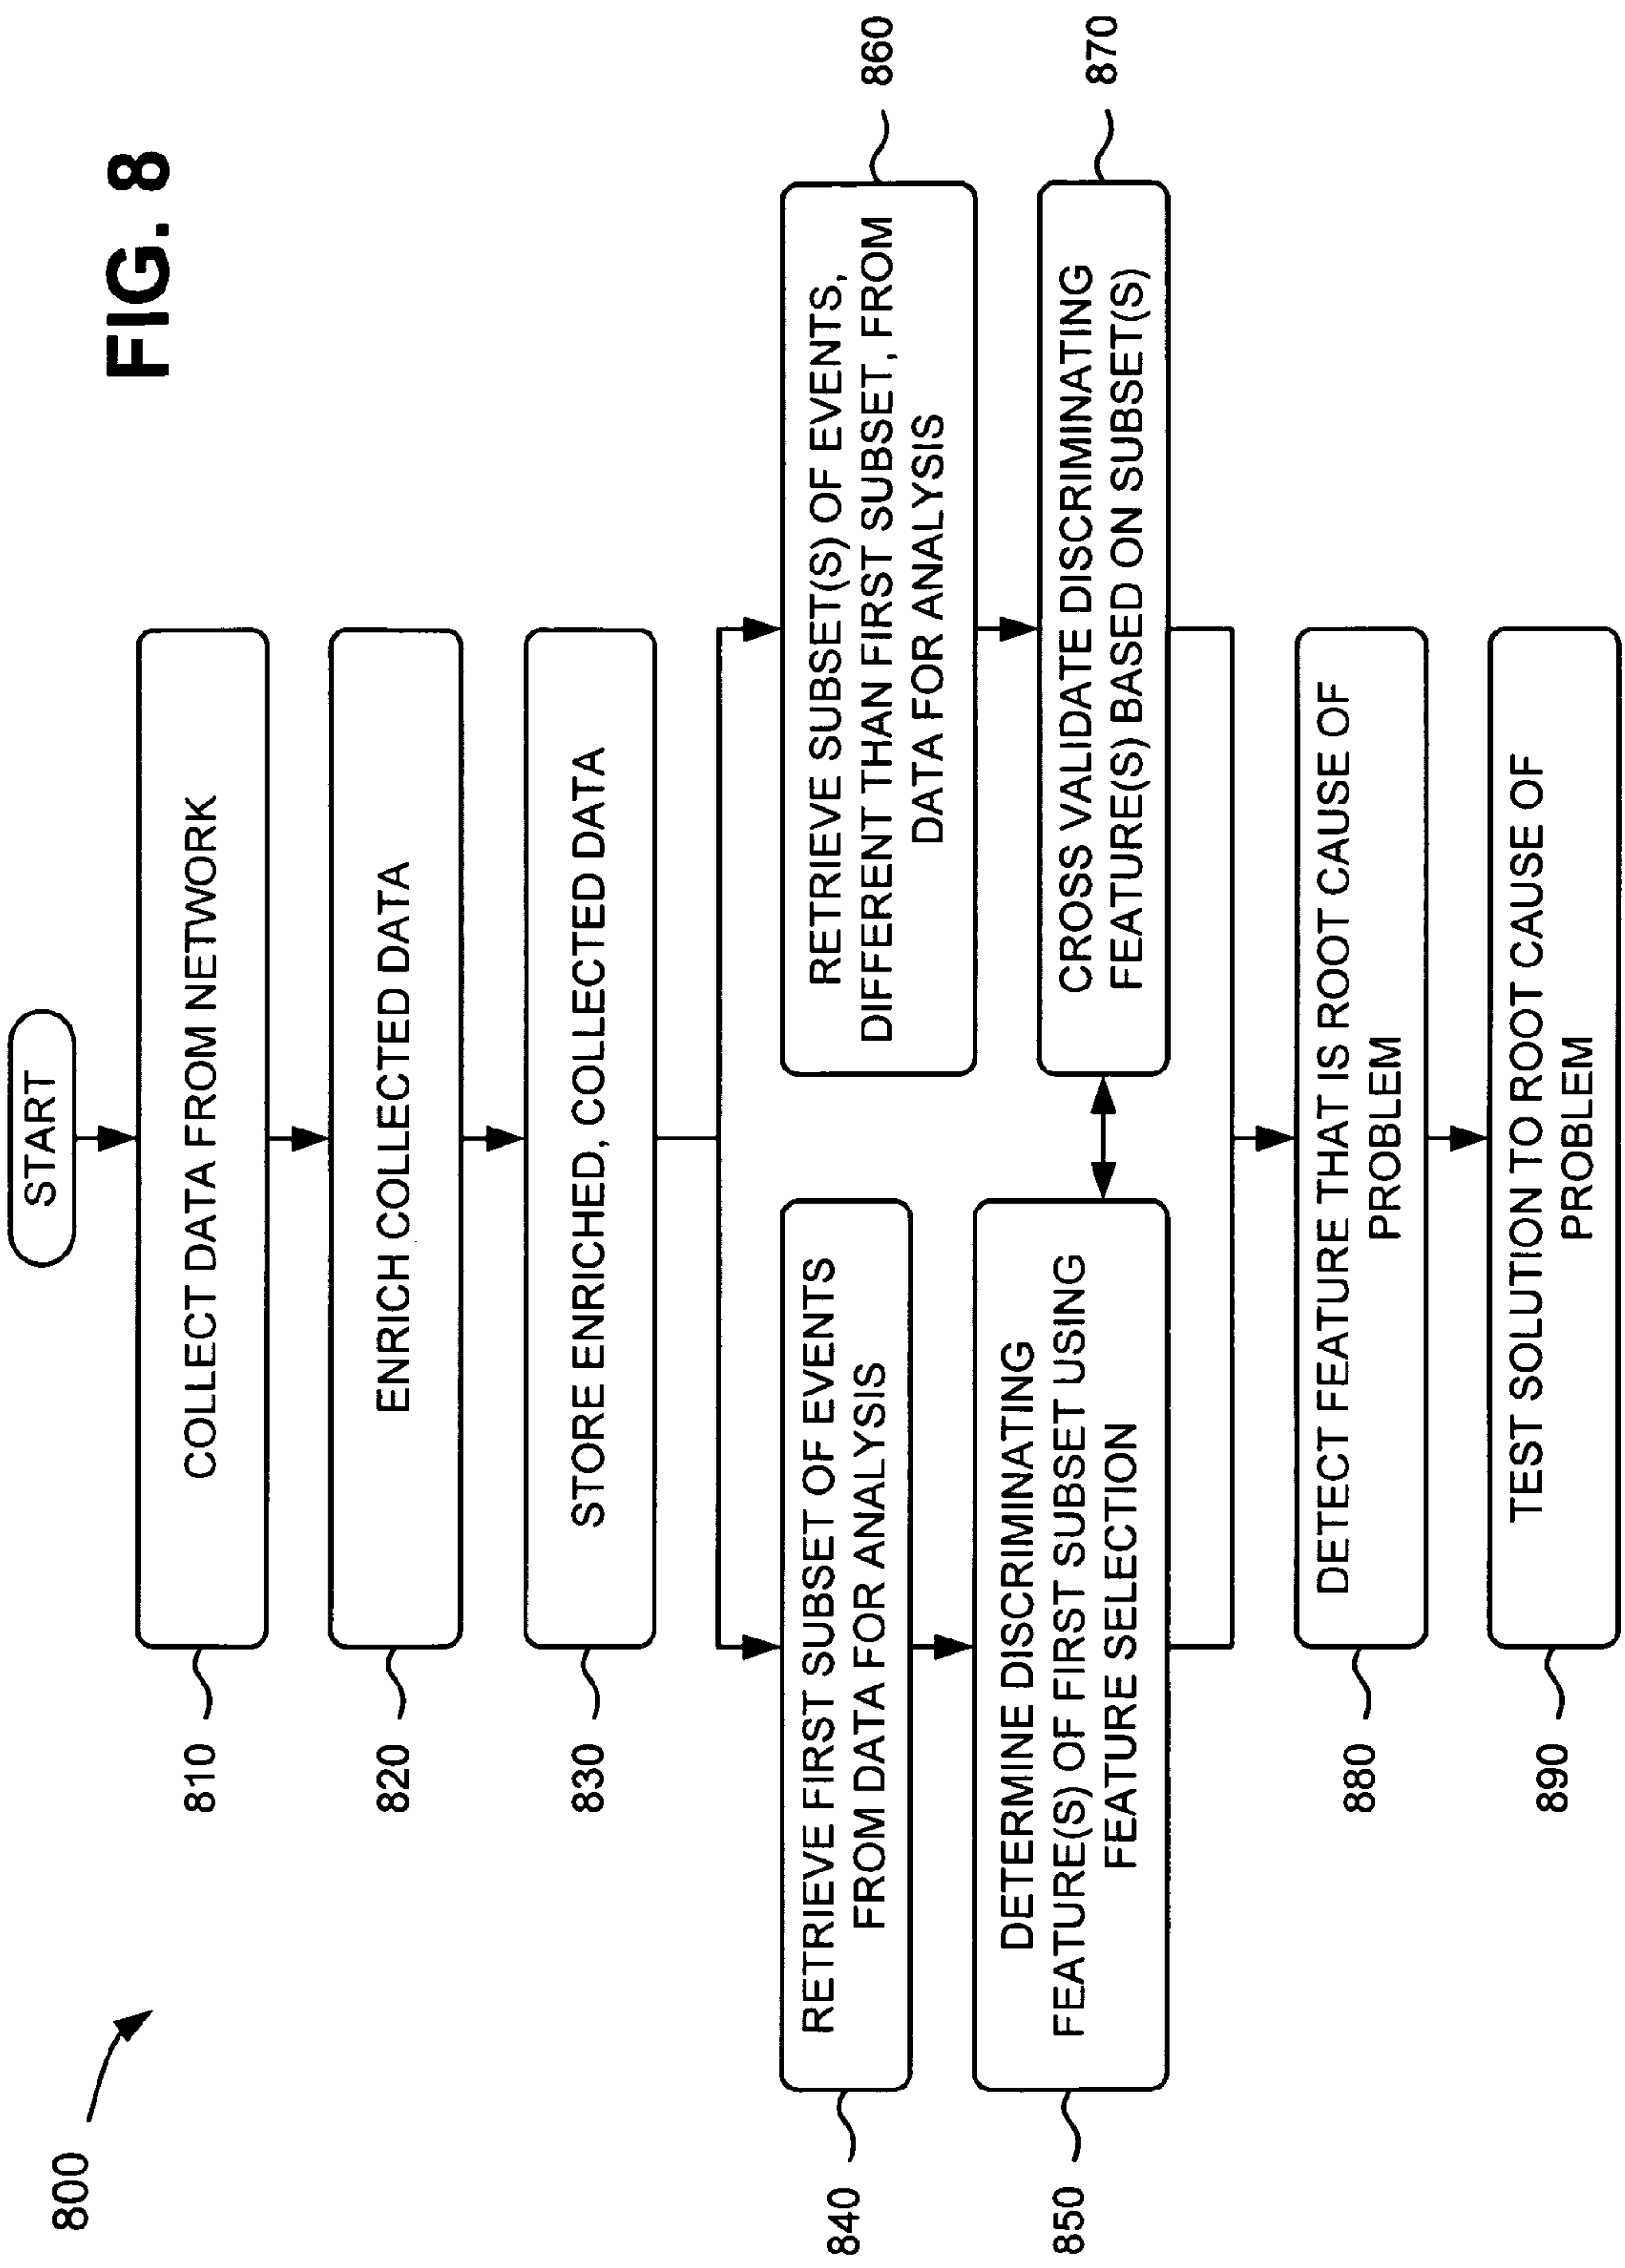 FIG. 8
800
START
COLLECT DATA FROM NETWORK
810
ENRICH COLLECTED DATA
820
STORE ENRICHED, COLLECTED DATA
830
RETRIEVE FIRST SUBSET OF EVENTS
FROM DATA FOR ANALYSIS
840
DETERMINE DISCRIMINATING
FEATURE(S) OF FIRST SUBSET USING
FEATURE SELECTION
850
RETRIEVE SUBSET(S) OF EVENTS,
DIFFERENT THAN FIRST SUBSET, FROM
DATA FOR ANALYSIS
860
CROSS VALIDATE DISCRIMINATING
FEATURE(S) BASED ON SUBSET(S)
870
DETECT FEATURE THAT IS ROOT CAUSE OF
PROBLEM
880
TEST SOLUTION TO ROOT CAUSE OF
PROBLEM
890